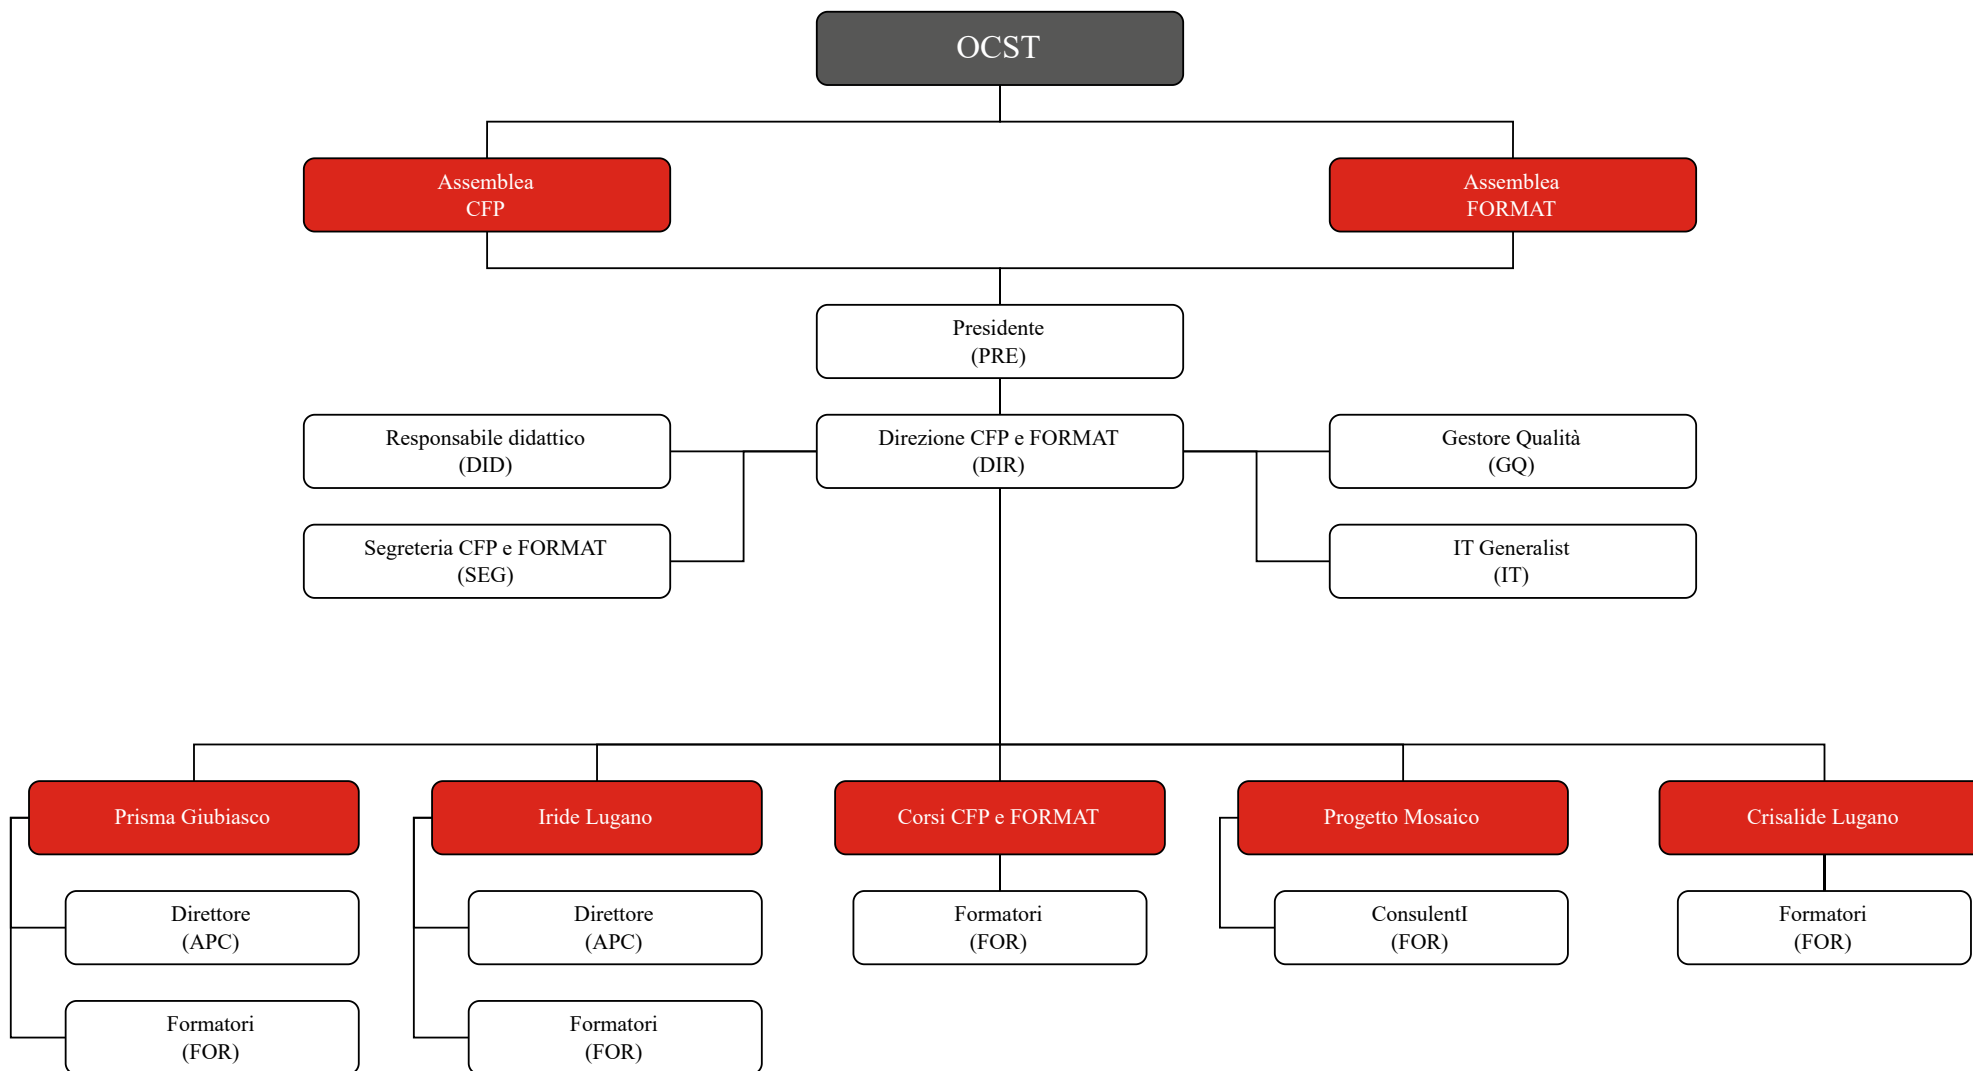 OCST
Assemblea
CFP
Assemblea
FORMAT
Presidente
(PRE)
Responsabile didattico
(DID)
Direzione CFP e FORMAT
(DIR)
Gestore Qualità
(GQ)
Segreteria CFP e FORMAT
(SEG)
IT Generalist
(IT)
Prisma Giubiasco
Iride Lugano
Corsi CFP e FORMAT
Progetto Mosaico
Crisalide Lugano
Direttore
(APC)
Direttore
(APC)
Formatori
(FOR)
ConsulentI
(FOR)
Formatori
(FOR)
Formatori
(FOR)
Formatori
(FOR)